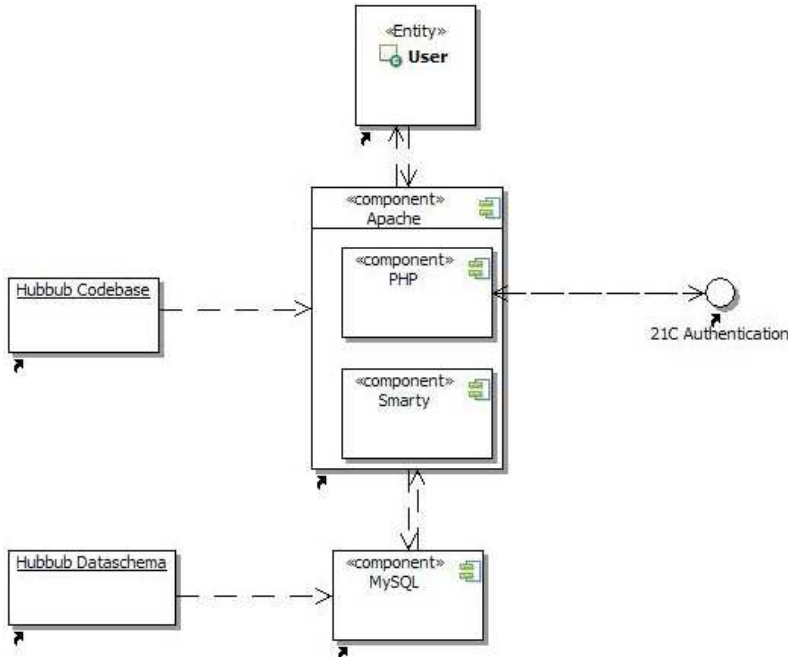 «Entity»
User
«component»
Apache
«component»
PHP
Hubbub Codebase
21C Authentication
«component»
Smarty
Hubbub Dataschema
«component»
MySQL